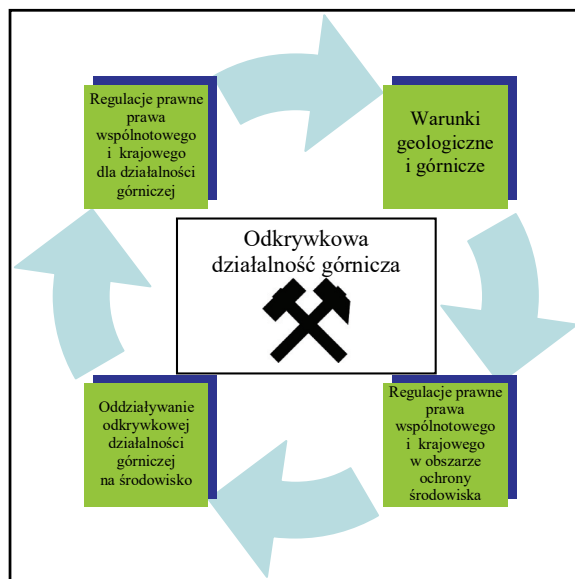 Regulacje prawne
prawa
wspólnotowego
i krajowego
dla działalności
górniczej
Warunki
geologiczne
i górnicze
Odkrywkowa
działalność górnicza
Oddziaływanie
odkrywkowej
działalności
górniczej
na środowisko
Regulacje prawne
prawa
wspólnotowego
i krajowego
w obszarze
ochrony
środowiska